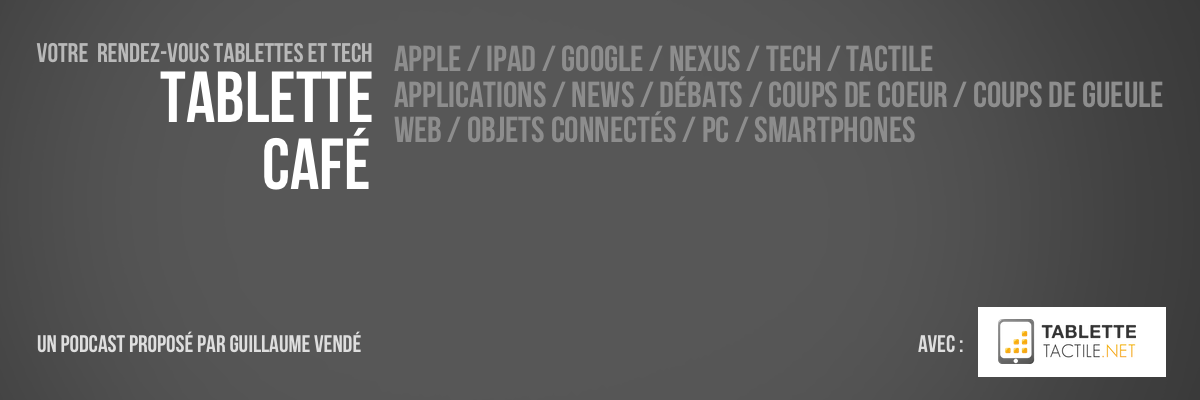 VOTRE RENDEZ-VOUS TABLETTES ET TECH
TABLETTE
CAFÉ
APPLE / IPAD / GOOGLE / NEXUS / TECH / TACTILE
APPLICATIONS / NEWS / DÉBATS / COUPS DE COEUR / COUPS DE GUEULE
WEB / OBJETS CONNECTÉS / PC / SMARTPHONES
UN PODCAST PROPOSÉ PAR GUILLAUME VENDÉ
AVEC :
TABLETTE
TACTILE.NET